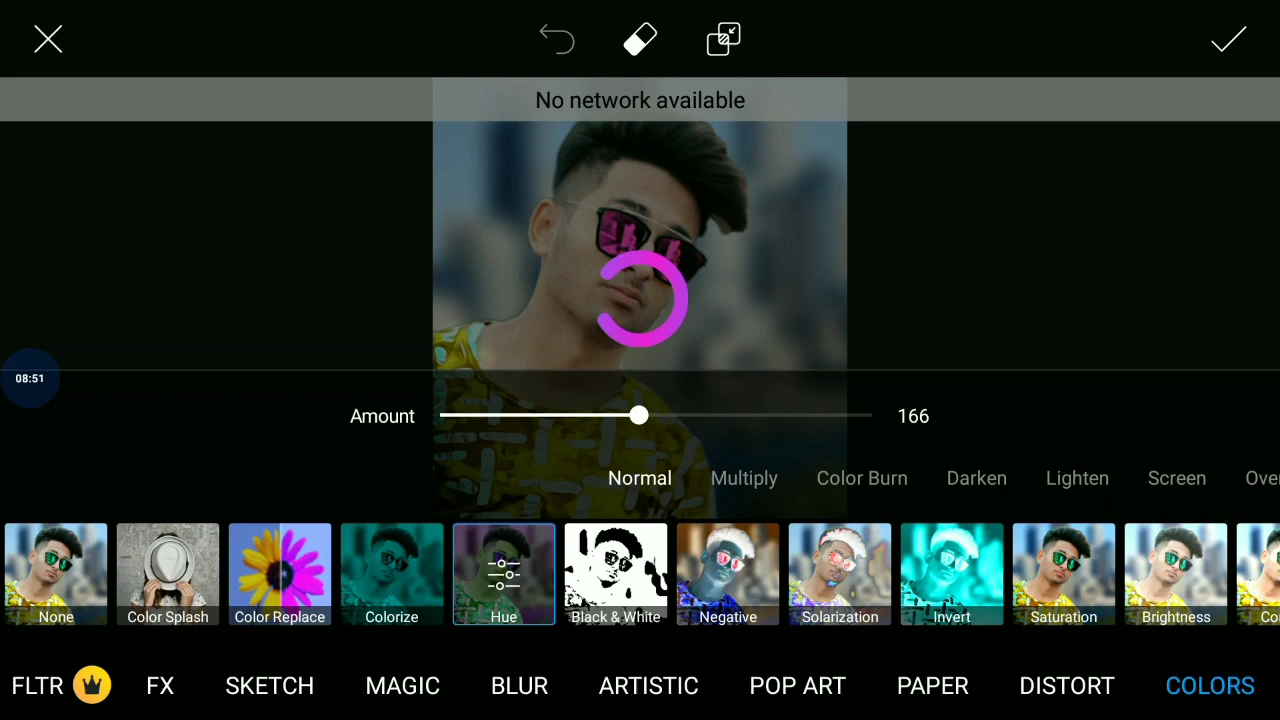 No network available
08:51
Amount 166
Normal Multiply Color Burn Darken Lighten Screen
None Color Splash Color Replace Colorize Hue Black & White Negative Solarization Invert Saturation Brightness
FLTR FX SKETCH MAGIC BLUR ARTISTIC POP ART PAPER DISTORT COLORS